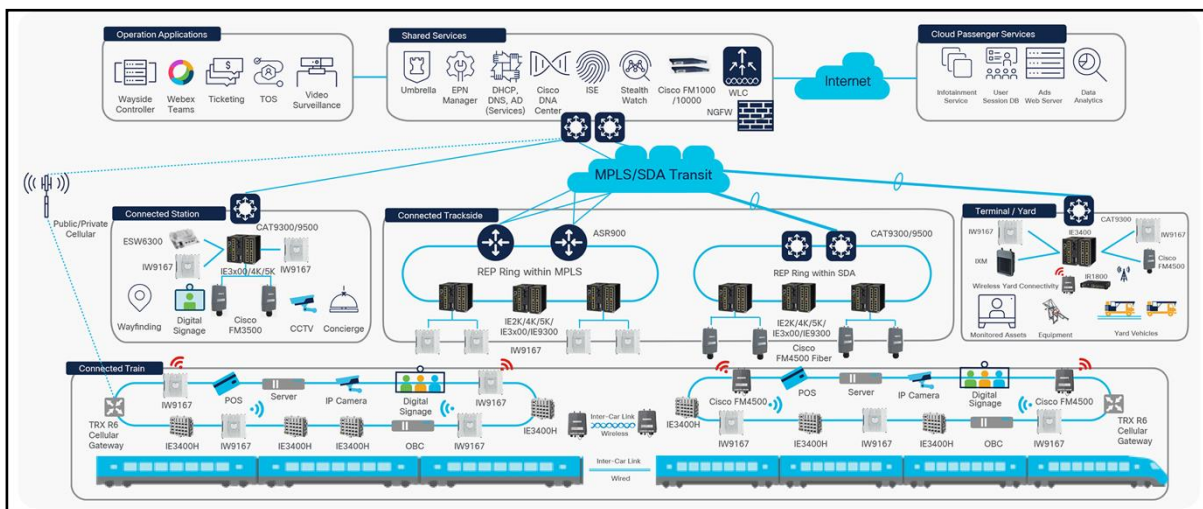 Operation Applications
Wayside
Controller
Webex
Teams
Ticketing
TOS
Video
Surveillance
Shared Services
Umbrella
EPN
Manager
DHCP,
DNS, AD
(Services)
Cisco
DNA
Center
ISE
Stealth
Watch
Cisco FM1000
/10000
WLC
NGFW
Internet
Cloud Passenger Services
Infotainment
Service
User
Session DB
Ads
Web Server
Data
Analytics
MPLS/SDA Transit
Public/Private
Cellular
Connected Station
CAT9300/9500
ESW6300
IW9167
IE3x00/4K/5K
IW9167
Wayfinding
Digital
Signage
Cisco
FM3500
CCTV
Concierge
Connected Trackside
ASR900
REP Ring within MPLS
IE2K/4K/5K/
IE3x00/IE9300
IW9167
CAT9300/9500
REP Ring within SDA
IE2K/4K/5K/
IE3x00/IE9300
Cisco
FM4500 Fiber
Terminal / Yard
CAT9300
IW9167
IE3400
IW9167
IXM
Cisco
FM4500
Wireless Yard Connectivity
IR1800
Monitored Assets
Equipment
Yard Vehicles
Connected Train
IW9167
POS
Server
IP Camera
Digital
Signage
IW9167
TRX R6
Cellular
Gateway
IE3400H
IW9167
IE3400H
IE3400H
OBC
IW9167
IE3400H
Inter-Car Link
Wireless
Inter-Car Link
Wired
Cisco FM4500
POS
Server
IP Camera
Digital
Signage
Cisco FM4500
IE3400H
IW9167
IE3400H
IW9167
IE3400H
OBC
IW9167
TRX R6
Cellular
Gateway